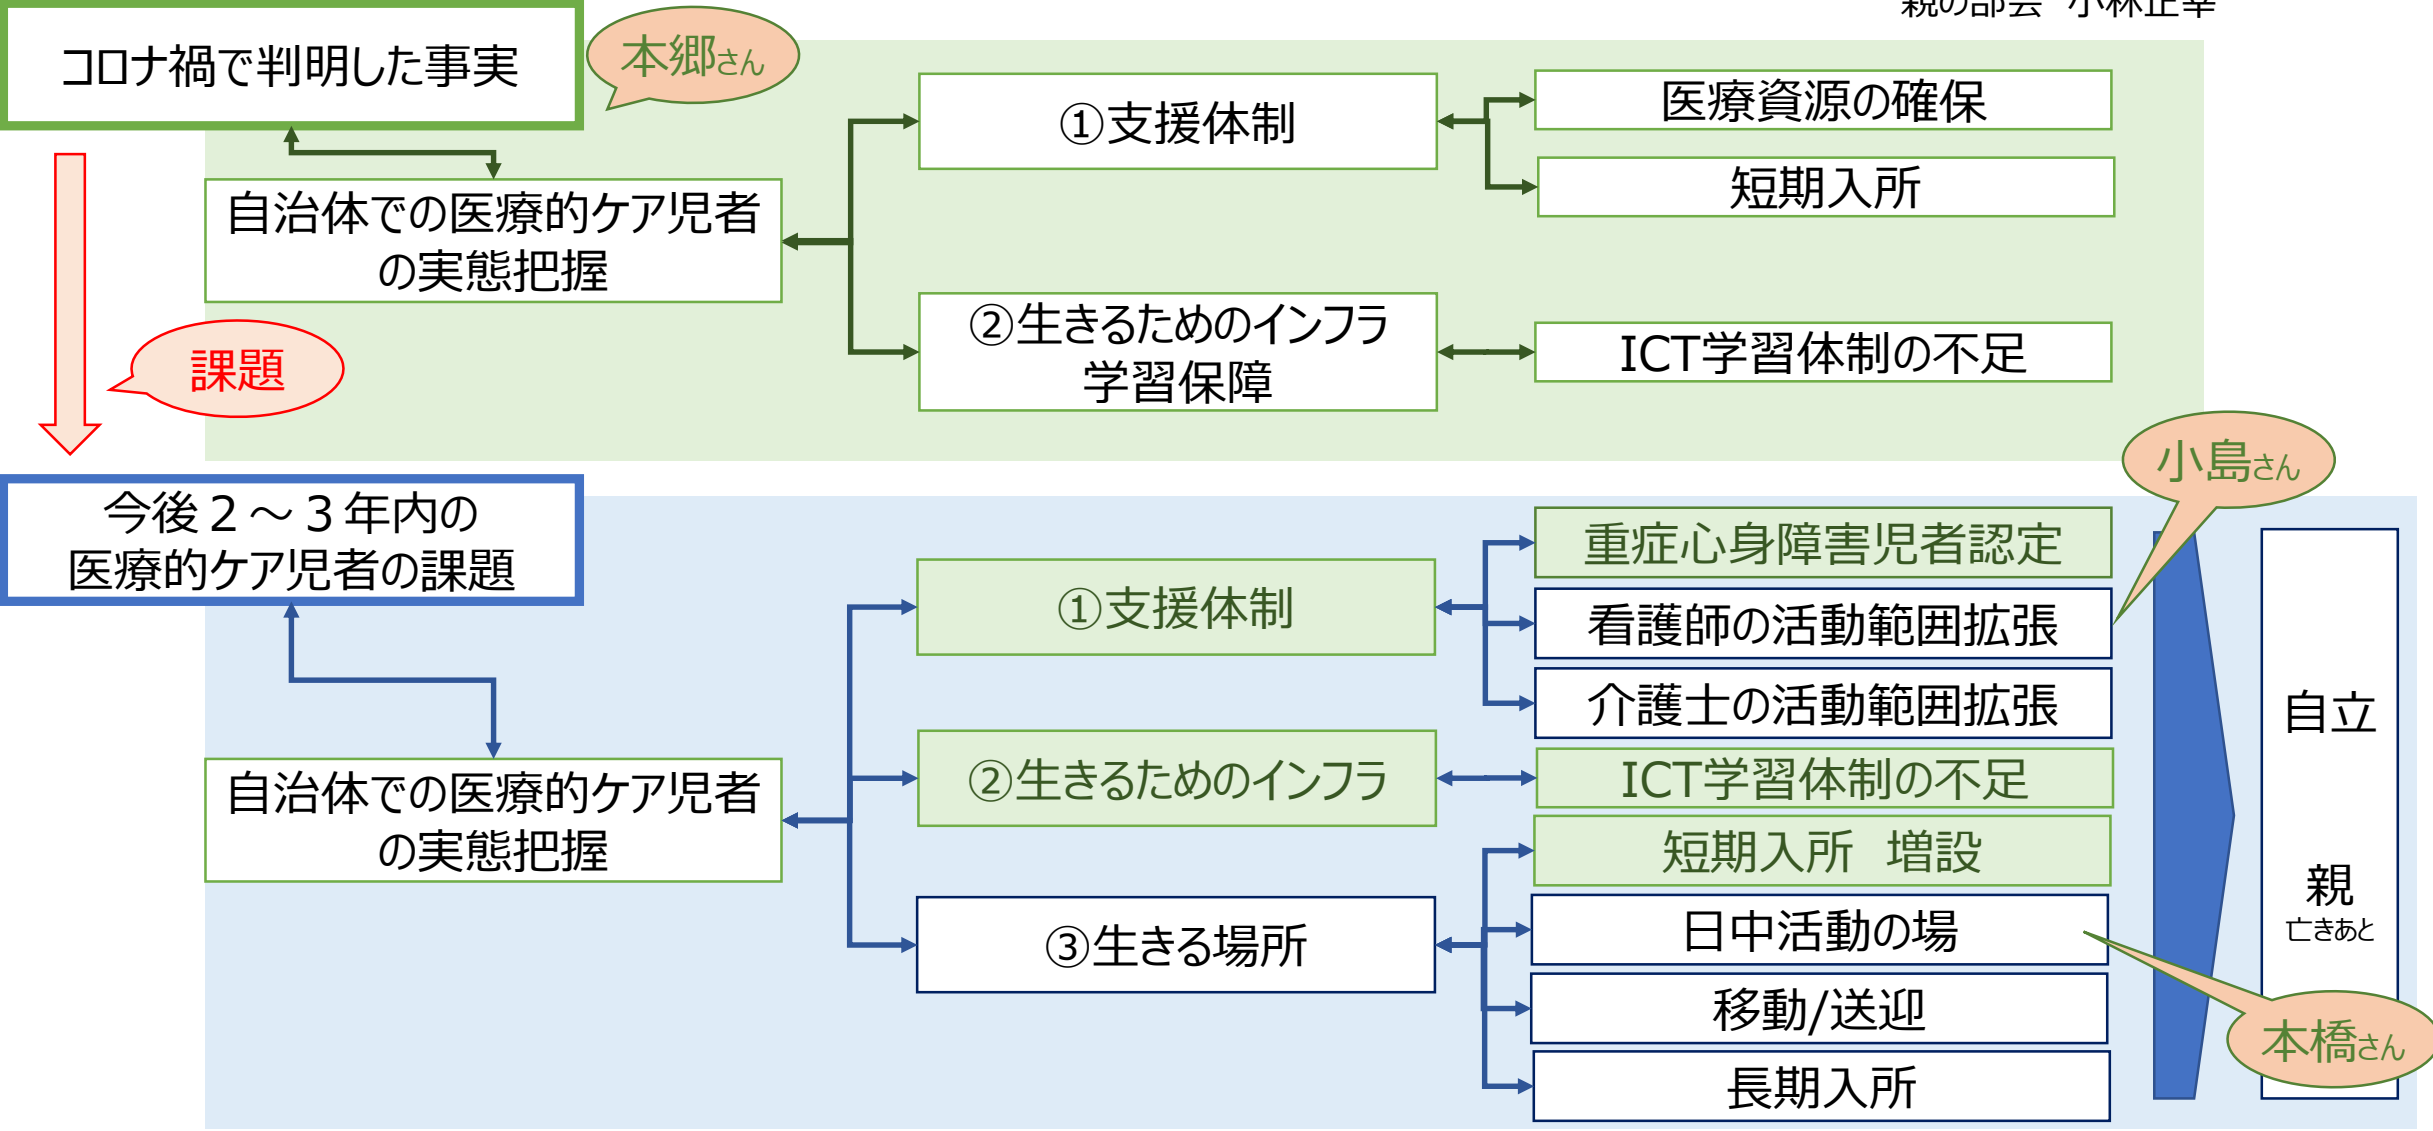 親の部会　小林正幸
コロナ禍で判明した事実
本郷さん
①支援体制
医療資源の確保
短期入所
自治体での医療的ケア児者
の実態把握
②生きるためのインフラ
学習保障
ICT学習体制の不足
課題
小島さん
今後２～３年内の
医療的ケア児者の課題
①支援体制
重症心身障害児者認定
看護師の活動範囲拡張
介護士の活動範囲拡張
自治体での医療的ケア児者
の実態把握
②生きるためのインフラ
ICT学習体制の不足
③生きる場所
短期入所　増設
日中活動の場
移動/送迎
長期入所
自立
親
亡きあと
本橋さん